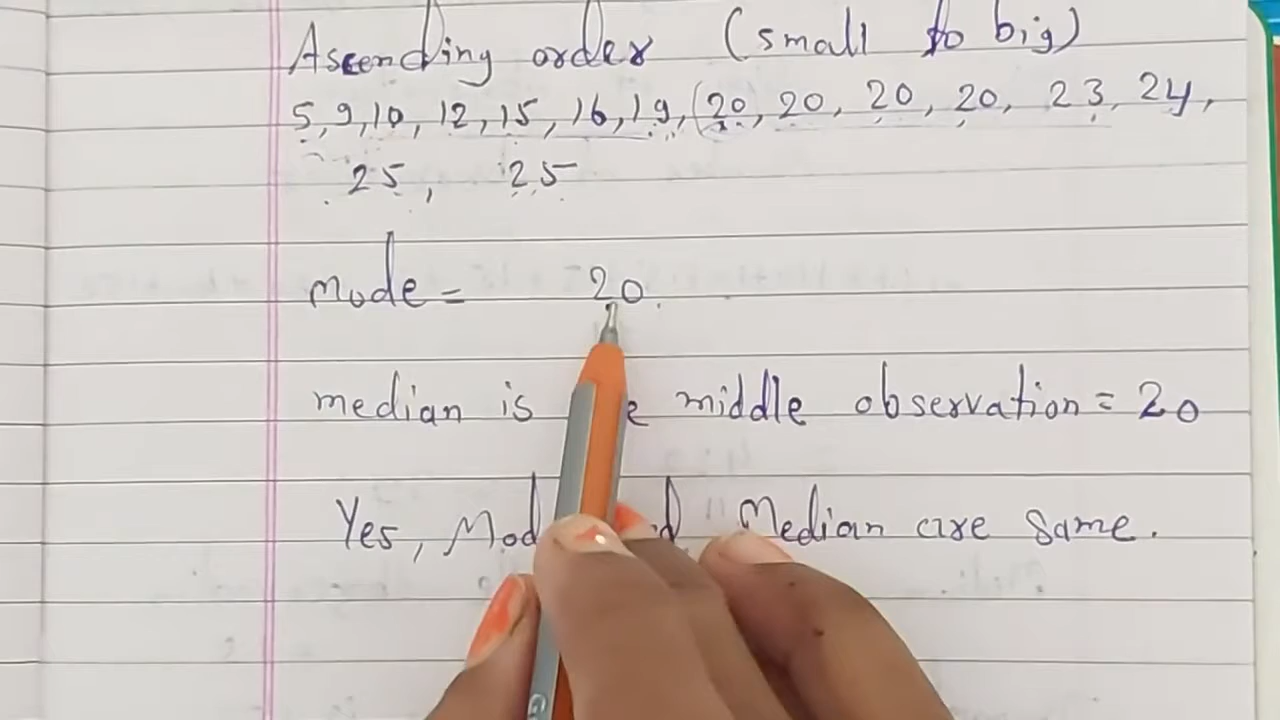 Ascending order (small to big)
5, 9, 10, 12, 15, 16, 19, (20), 20, 20, 20, 23, 24,
25, 25
mode = 20.
median is middle observation = 20
Yes, Median are same.